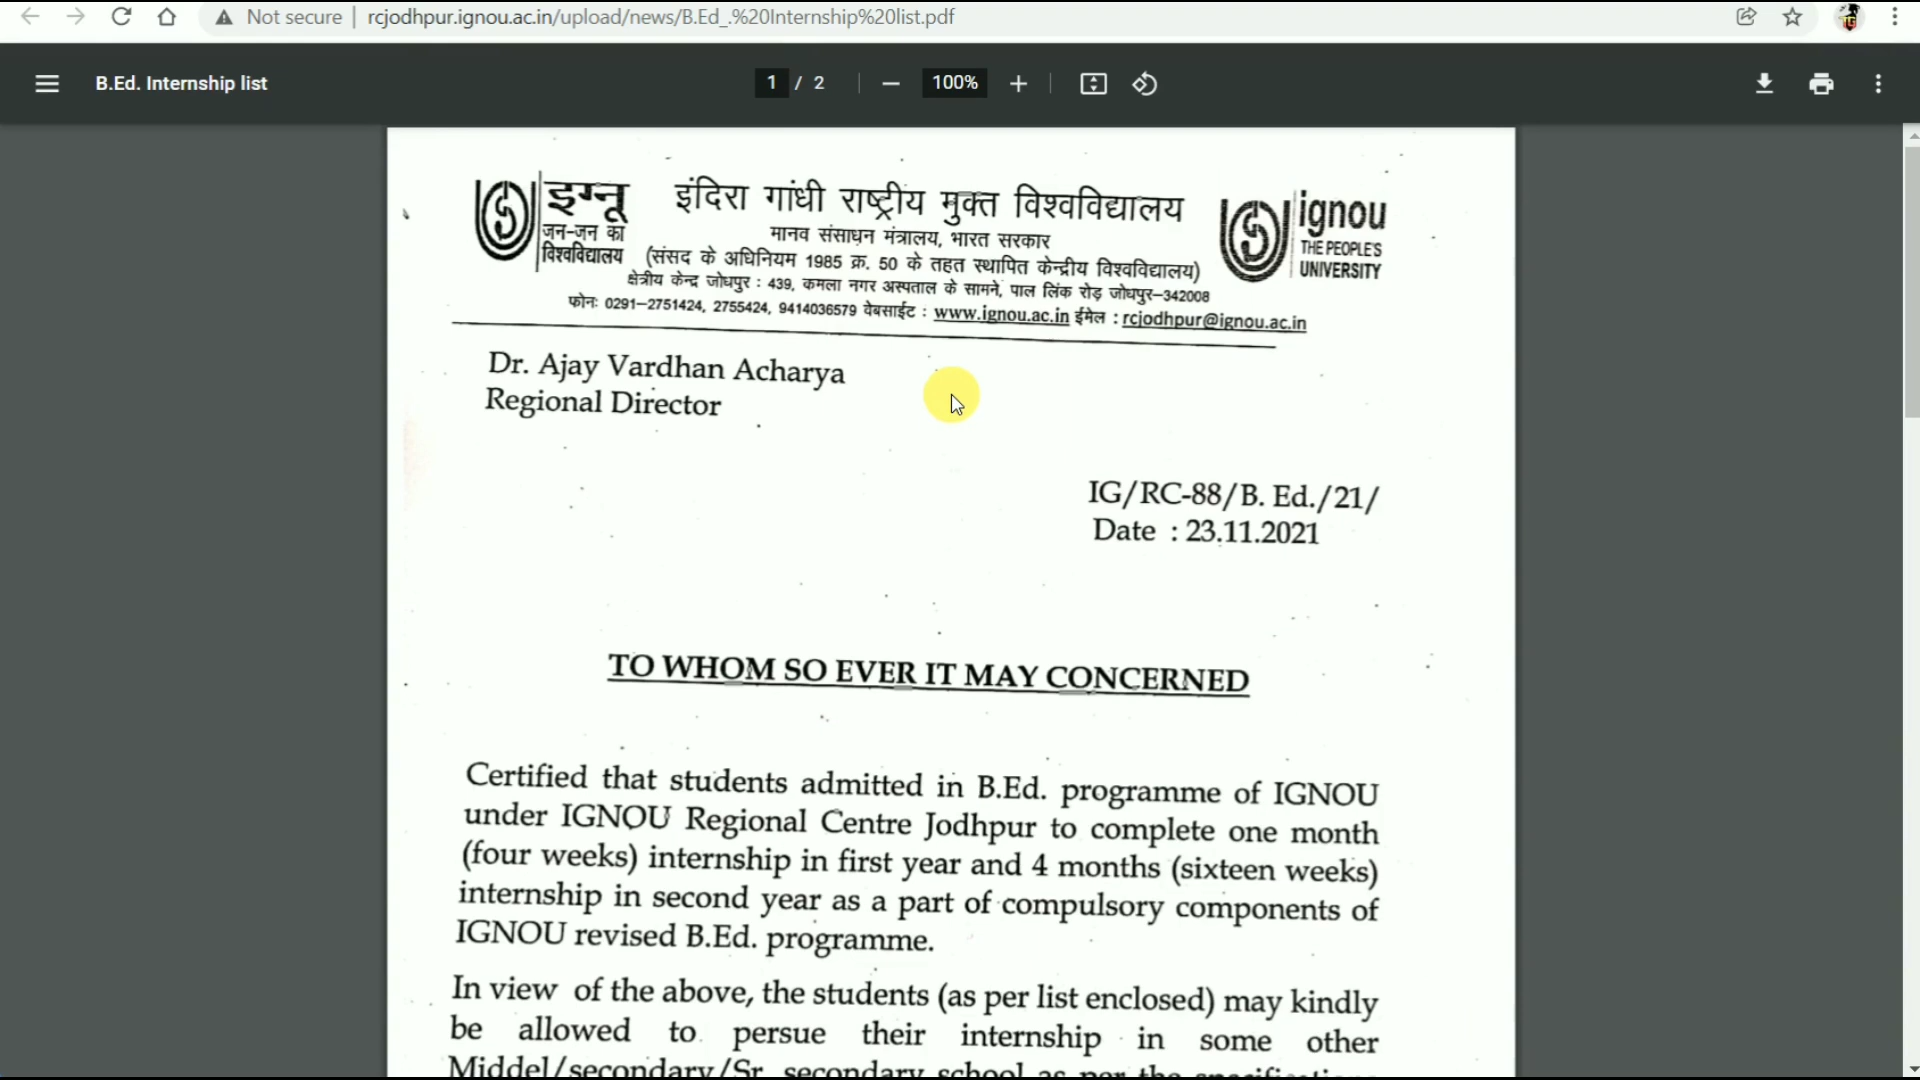 Not secure | rcjodhpur.ignou.ac.in/upload/news/B.Ed_.%20Internship%20list.pdf
B.Ed. Internship list
1 / 2
100%
इग्नू
जन-जन का
विश्वविद्यालय
इंदिरा गांधी राष्ट्रीय मुक्त विश्वविद्यालय
मानव संसाधन मंत्रालय, भारत सरकार
(संसद के अधिनियम 1985 क्र. 50 के तहत स्थापित केन्द्रीय विश्वविद्यालय)
क्षेत्रीय केन्द्र जोधपुर : 439, कमला नगर अस्पताल के सामने, पाल लिंक रोड़ जोधपुर–342008
फोनः 0291–2751424, 2755424, 9414036579 वेबसाईट : www.ignou.ac.in ईमेल : rcjodhpur@ignou.ac.in
ignou
THE PEOPLE'S
UNIVERSITY
Dr. Ajay Vardhan Acharya
Regional Director
IG/RC-88/B. Ed./21/
Date : 23.11.2021
TO WHOM SO EVER IT MAY CONCERNED
Certified that students admitted in B.Ed. programme of IGNOU
under IGNOU Regional Centre Jodhpur to complete one month
(four weeks) internship in first year and 4 months (sixteen weeks)
internship in second year as a part of compulsory components of
IGNOU revised B.Ed. programme.
In view of the above, the students (as per list enclosed) may kindly
be allowed to persue their internship in some other
Middel/secondary/Sr. secondary school as per the